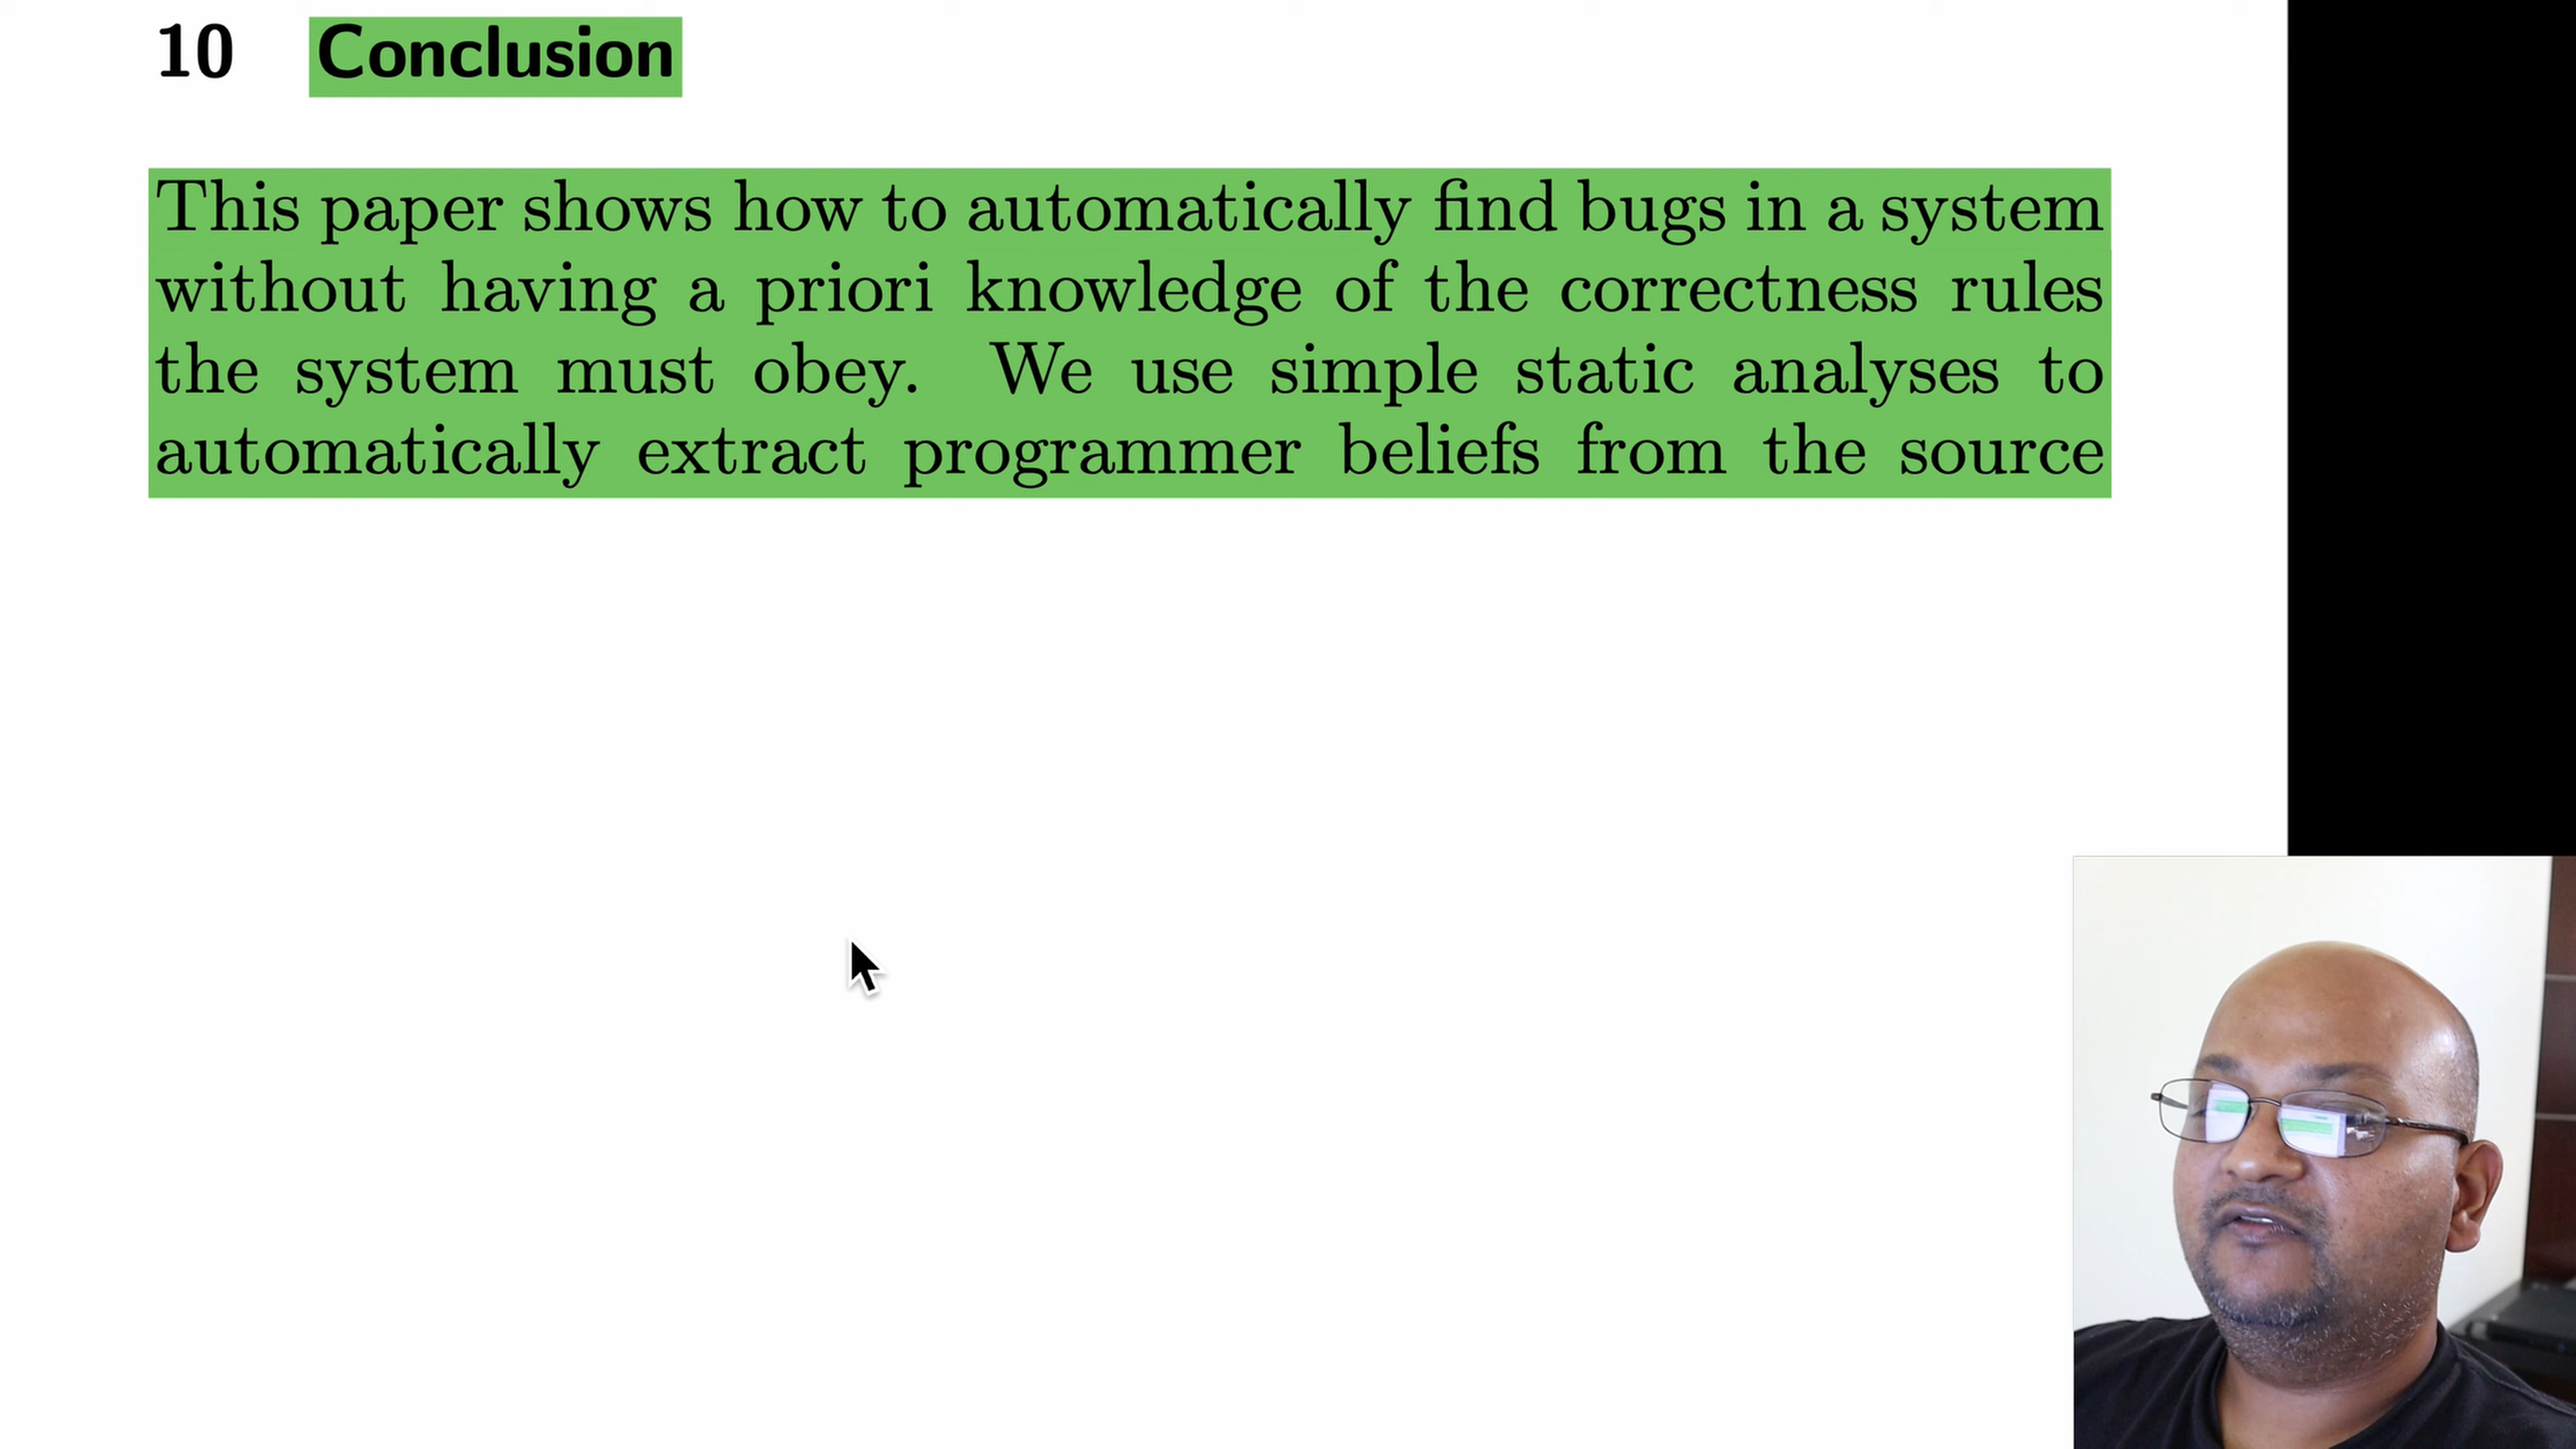 10 Conclusion
This paper shows how to automatically find bugs in a system
without having a priori knowledge of the correctness rules
the system must obey. We use simple static analyses to
automatically extract programmer beliefs from the source